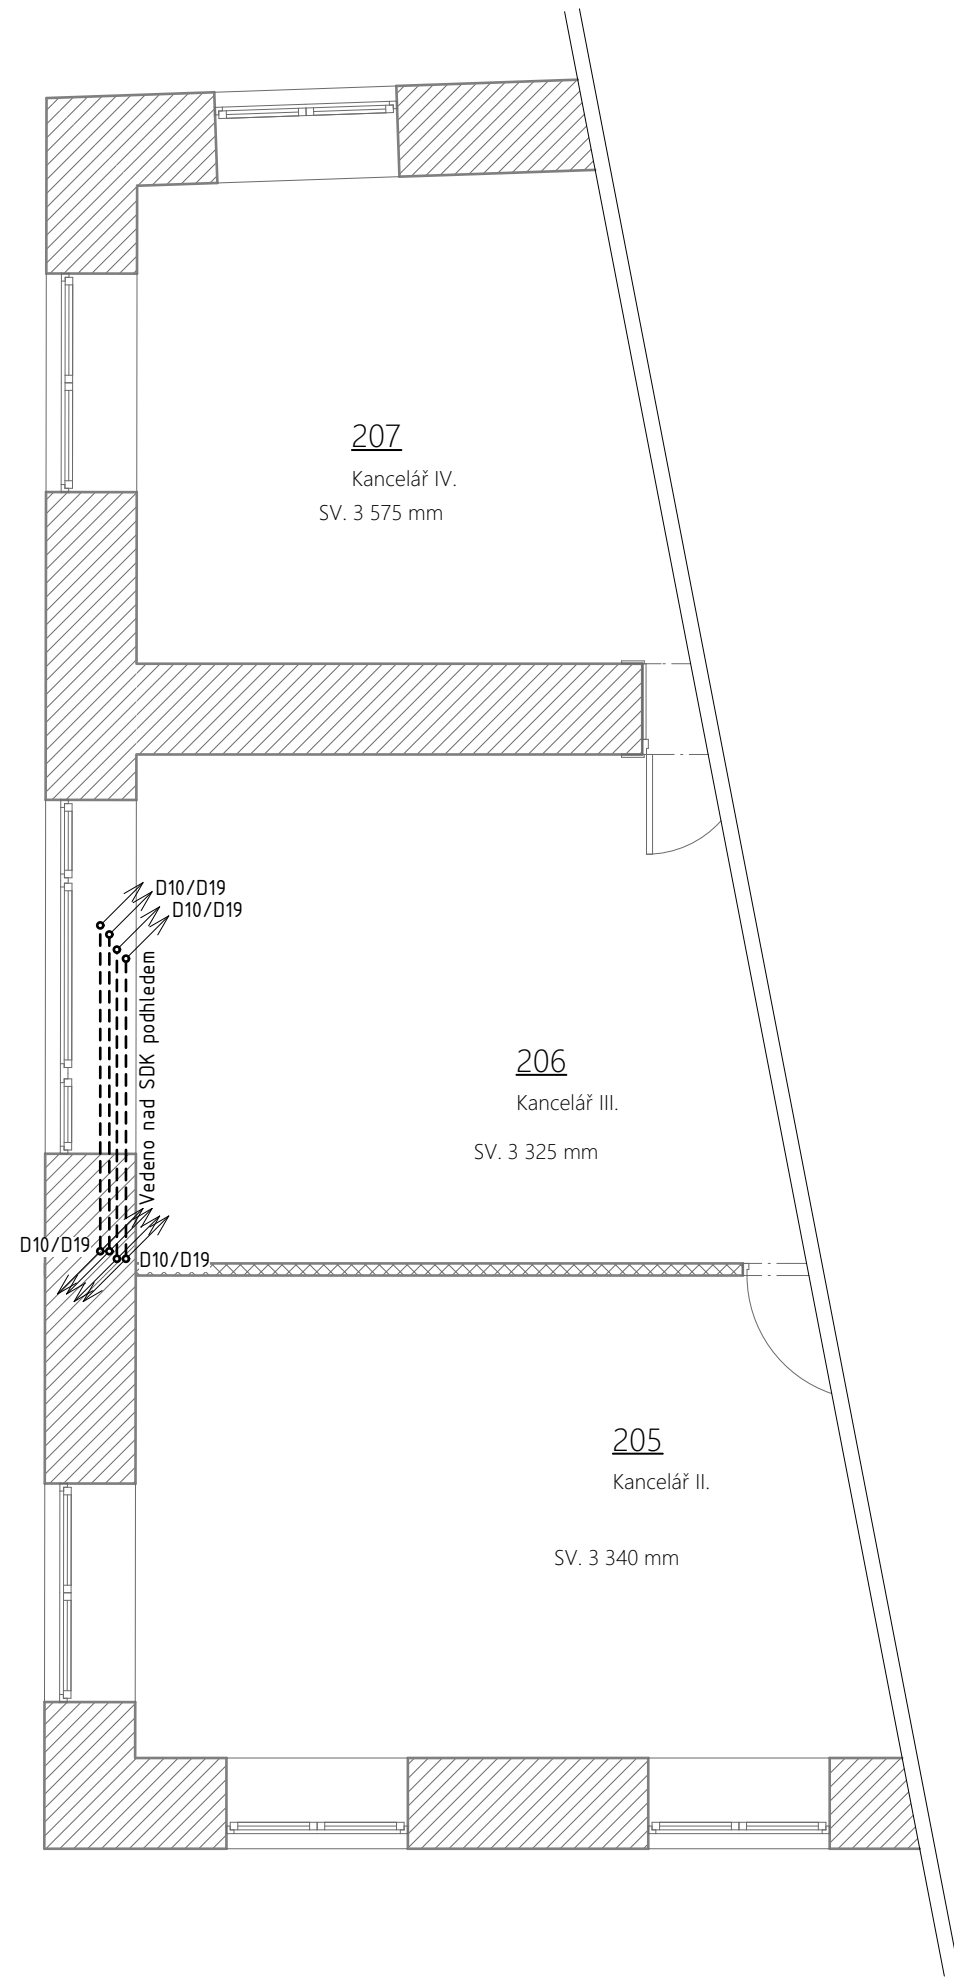 207
Kancelář IV.
SV. 3 575 mm
D10/D19
D10/D19
Vedeno nad SDK podhledem
206
Kancelář III.
SV. 3 325 mm
D10/D19
D10/D19
205
Kancelář II.
SV. 3 340 mm